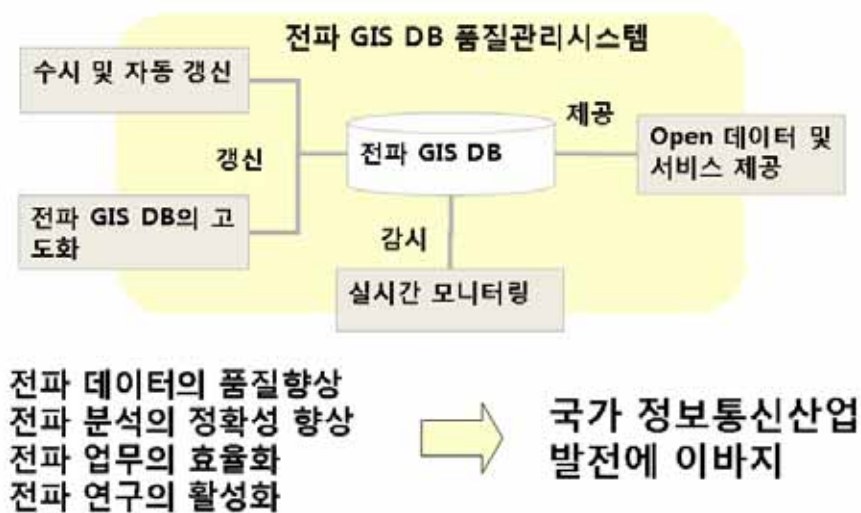 전파 GIS DB 품질관리시스템
수시 및 자동 갱신
갱신
전파 GIS DB의 고
도화
전파 GIS DB
제공
Open 데이터 및
서비스 제공
감시
실시간 모니터링
전파 데이터의 품질향상
전파 분석의 정확성 향상
전파 업무의 효율화
전파 연구의 활성화
국가 정보통신산업
발전에 이바지